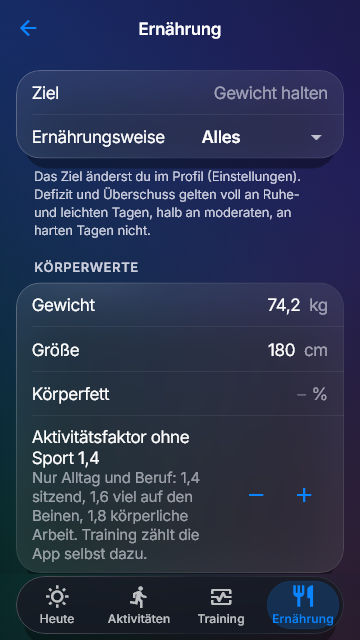 Ernährung
Ziel Gewicht halten
Ernährungsweise Alles
Das Ziel änderst du im Profil (Einstellungen).
Defizit und Überschuss gelten voll an Ruhe-
und leichten Tagen, halb an moderaten, an
harten Tagen nicht.
KÖRPERWERTE
Gewicht 74,2 kg
Größe 180 cm
Körperfett – %
Aktivitätsfaktor ohne
Sport 1,4
Nur Alltag und Beruf: 1,4
sitzend, 1,6 viel auf den
Beinen, 1,8 körperliche
Arbeit. Training zählt die
App selbst dazu.
Heute Aktivitäten Training Ernährung